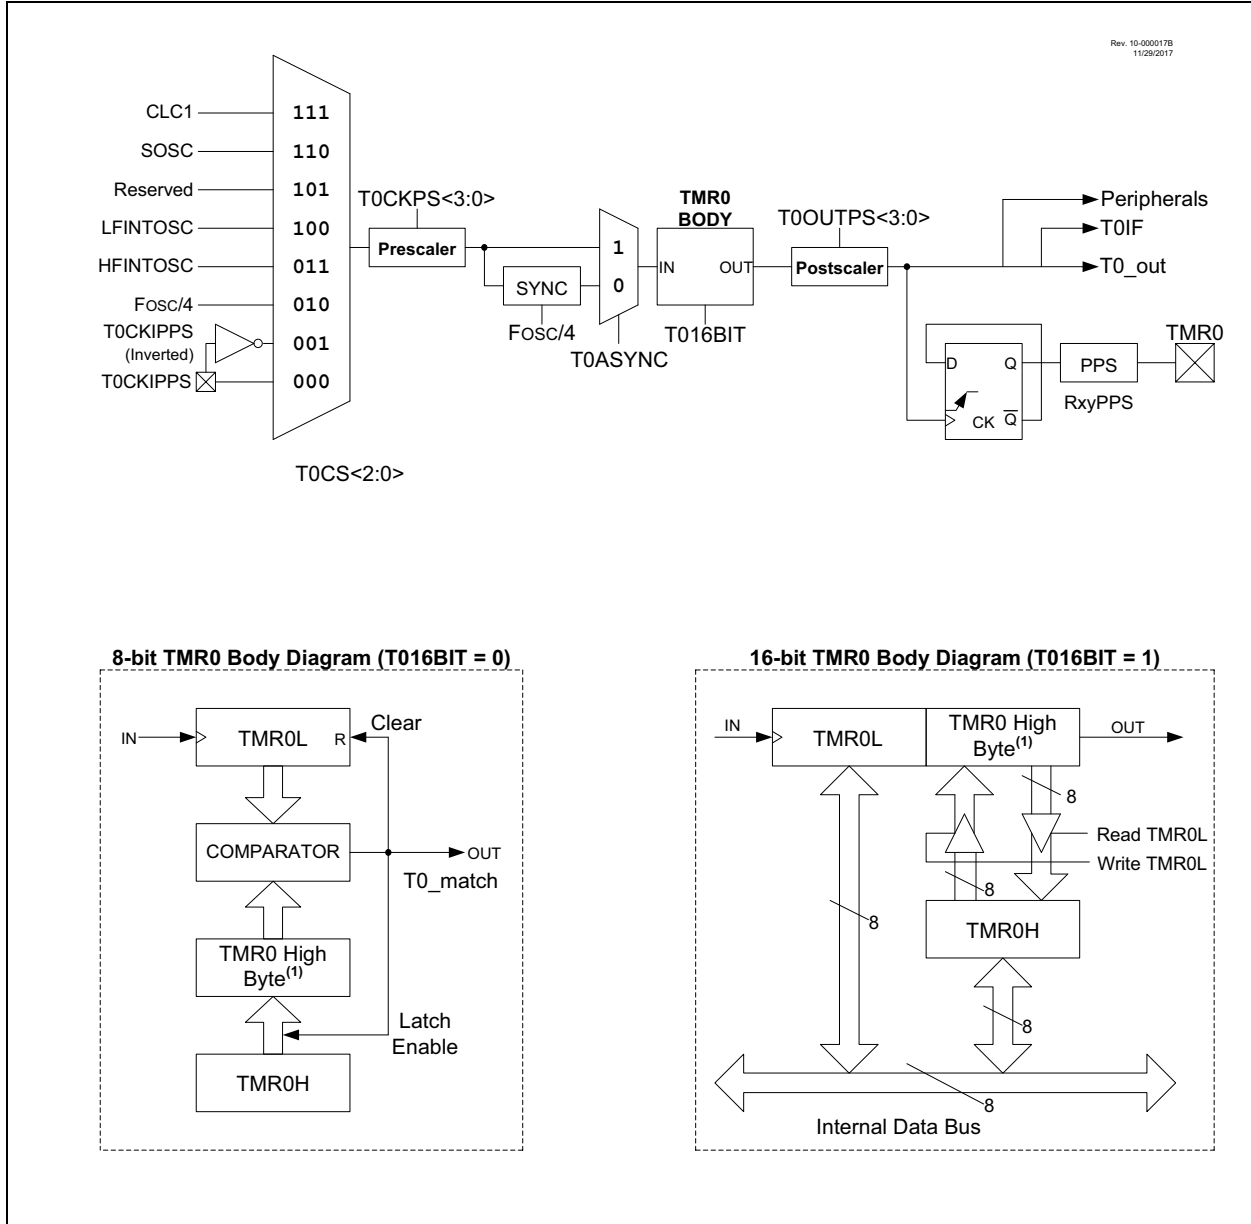 Rev. 10-000017B
11/29/2017
CLC1
111
SOSC
110
Reserved
101
LFINTOSC
100
HFINTOSC
011
Fosc/4
010
T0CKIPPS
(Inverted)
001
T0CKIPPS
000
T0CS<2:0>
T0CKPS<3:0>
Prescaler
SYNC
Fosc/4
1
0
T0ASYNC
TMR0
BODY
IN
OUT
T016BIT
T0OUTPS<3:0>
Postscaler
Peripherals
T0IF
T0_out
D
Q
CK
Q̅
PPS
RxyPPS
TMR0
8-bit TMR0 Body Diagram (T016BIT = 0)
IN
TMR0L
R
Clear
COMPARATOR
OUT
T0_match
TMR0 High
Byte(1)
Latch
Enable
TMR0H
16-bit TMR0 Body Diagram (T016BIT = 1)
IN
TMR0L
TMR0 High
Byte(1)
OUT
8
Read TMR0L
Write TMR0L
8
TMR0H
8
8
8
Internal Data Bus